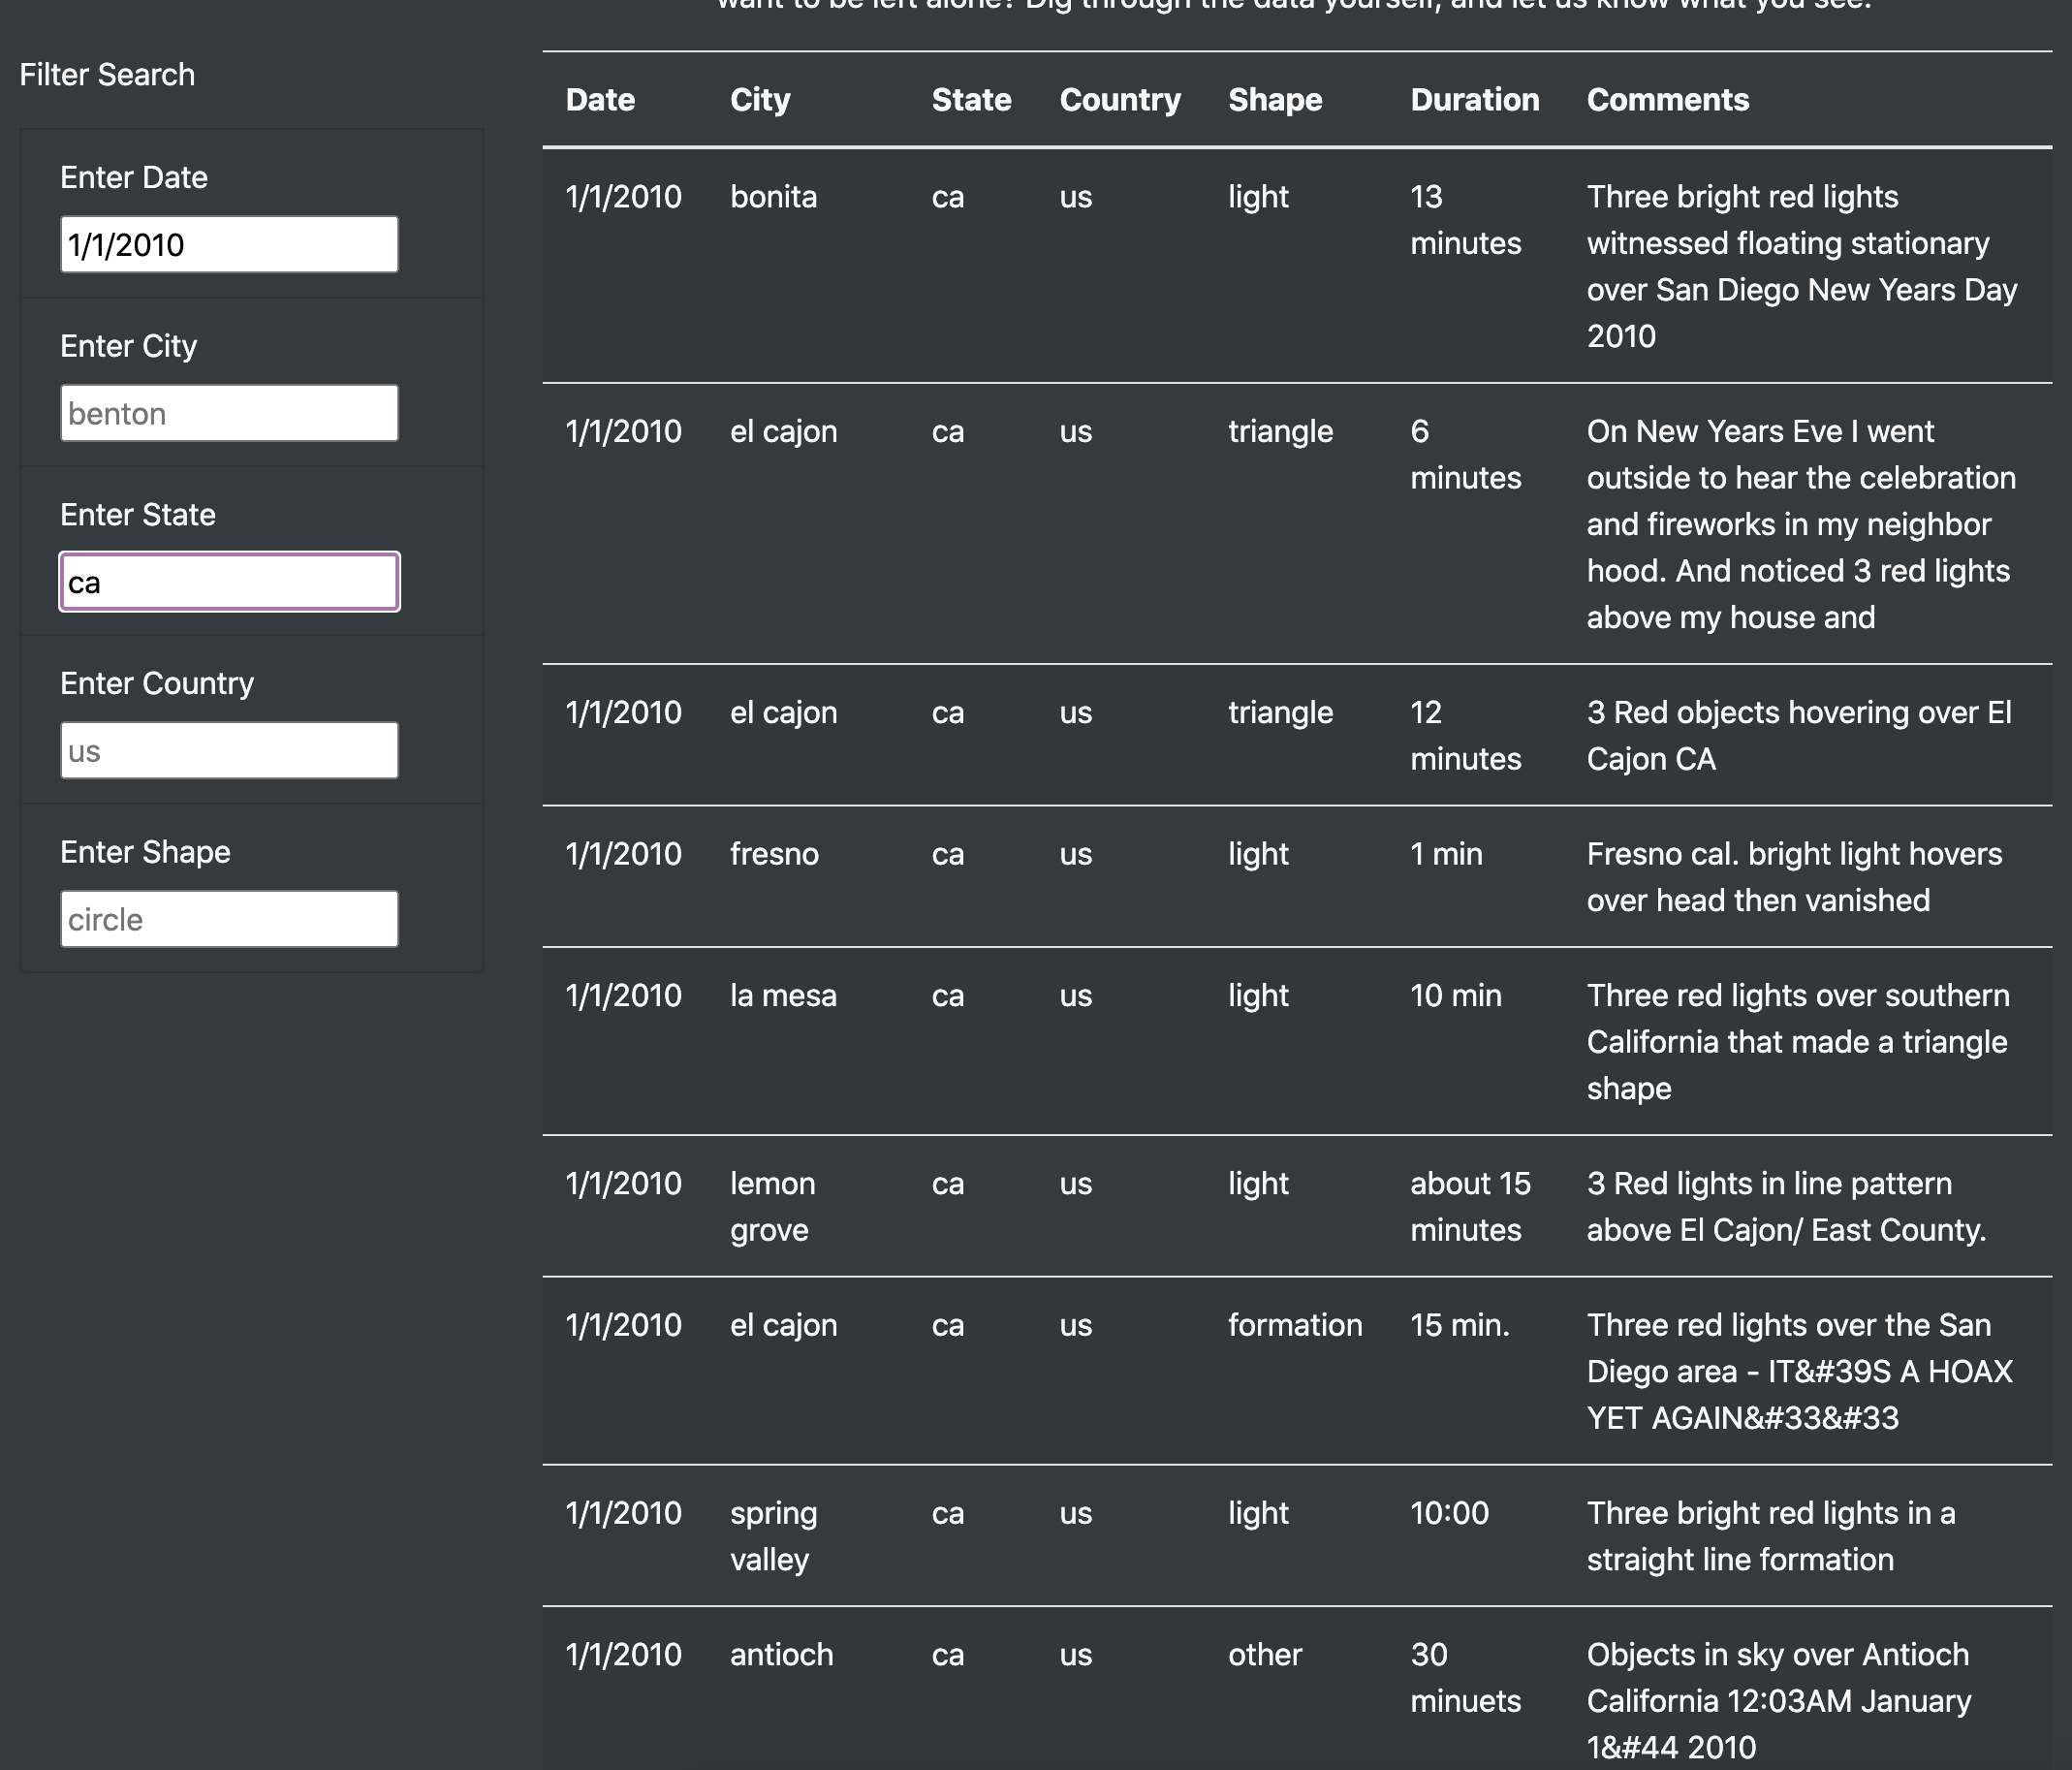 want to be left alone? Dig through the data yourself, and let us know what you see.
Filter Search
Enter Date
1/1/2010
Enter City
benton
Enter State
ca
Enter Country
us
Enter Shape
circle
Date City State Country Shape Duration Comments
1/1/2010 bonita ca us light 13 Three bright red lights
minutes witnessed floating stationary
over San Diego New Years Day
2010
1/1/2010 el cajon ca us triangle 6 On New Years Eve I went
minutes outside to hear the celebration
and fireworks in my neighbor
hood. And noticed 3 red lights
above my house and
1/1/2010 el cajon ca us triangle 12 3 Red objects hovering over El
minutes Cajon CA
1/1/2010 fresno ca us light 1 min Fresno cal. bright light hovers
over head then vanished
1/1/2010 la mesa ca us light 10 min Three red lights over southern
California that made a triangle
shape
1/1/2010 lemon ca us light about 15 3 Red lights in line pattern
grove minutes above El Cajon/ East County.
1/1/2010 el cajon ca us formation 15 min. Three red lights over the San
Diego area - IT&#39S A HOAX
YET AGAIN&#33&#33
1/1/2010 spring ca us light 10:00 Three bright red lights in a
valley straight line formation
1/1/2010 antioch ca us other 30 Objects in sky over Antioch
minuets California 12:03AM January
1&#44 2010